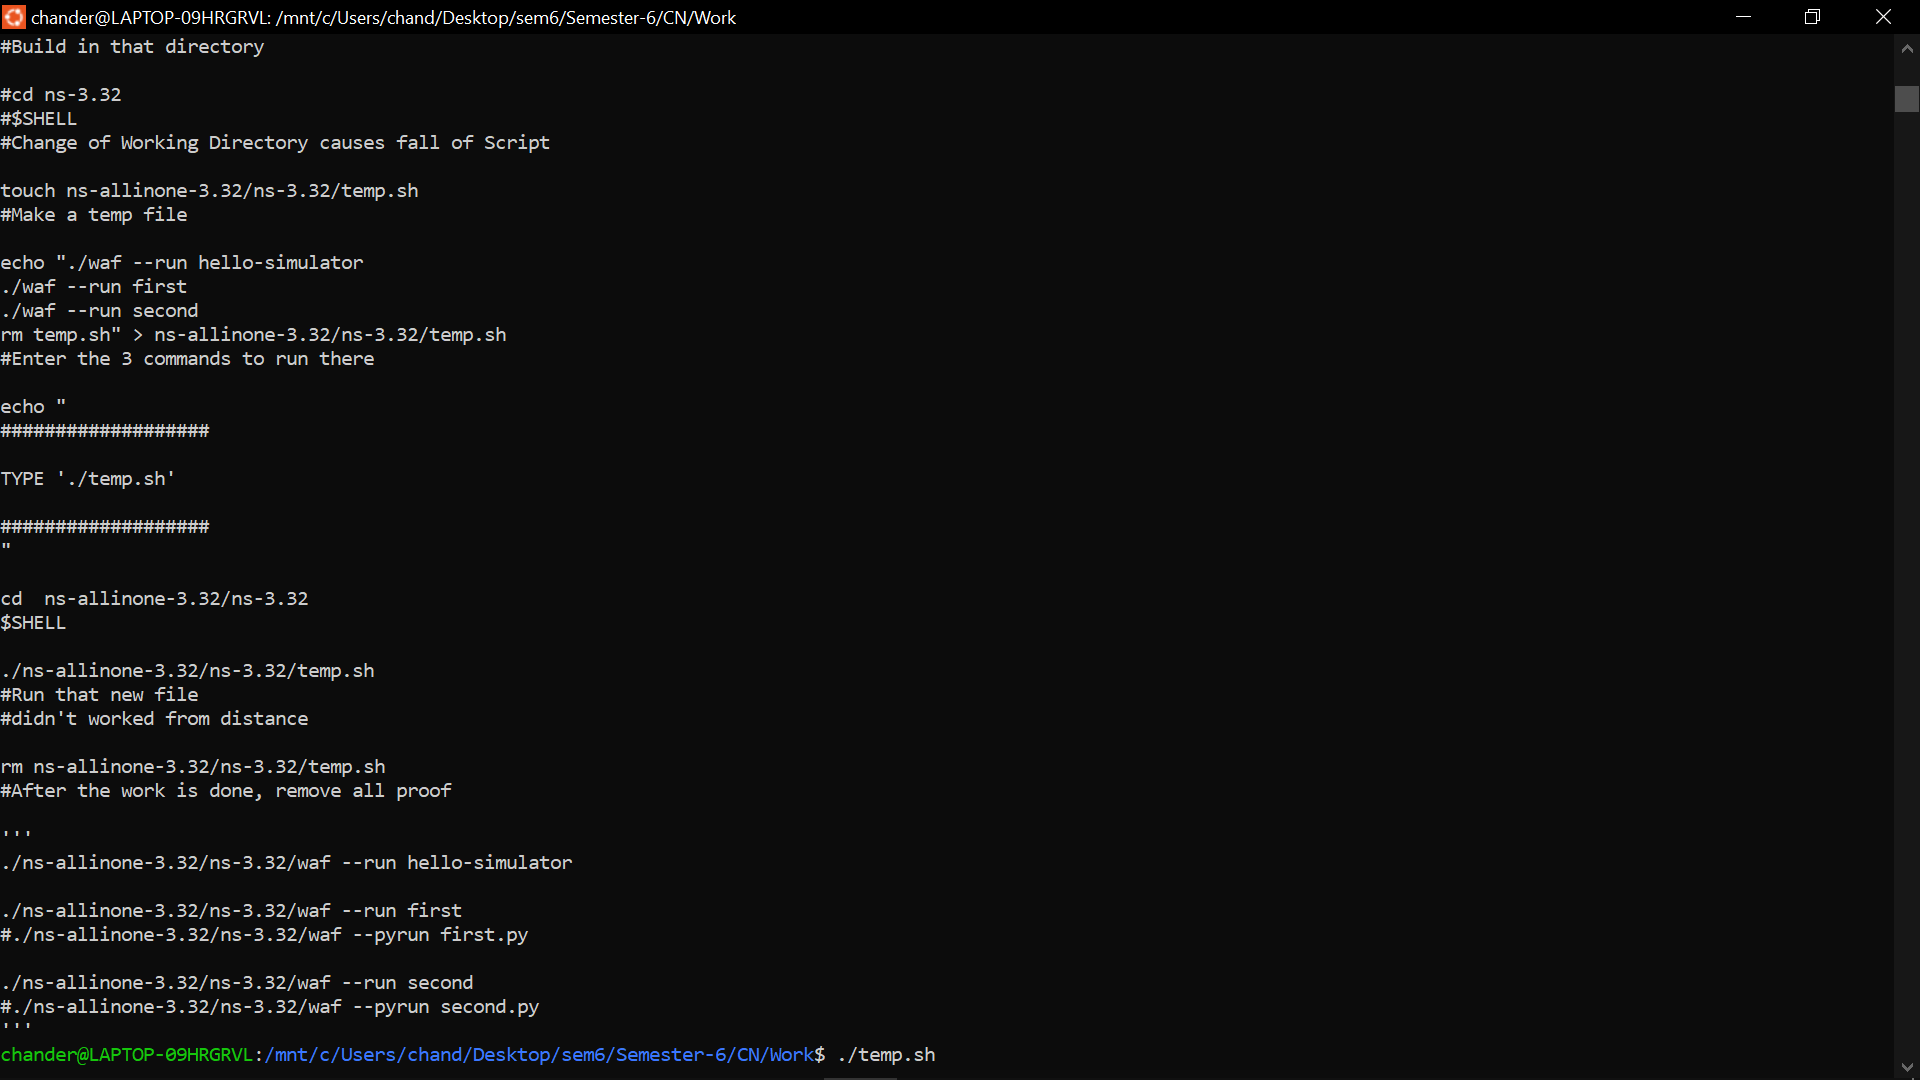 chander@LAPTOP-09HRGRVL: /mnt/c/Users/chand/Desktop/sem6/Semester-6/CN/Work
#Build in that directory
#cd ns-3.32
#$SHELL
#Change of Working Directory causes fall of Script
touch ns-allinone-3.32/ns-3.32/temp.sh
#Make a temp file
echo "./waf --run hello-simulator
./waf --run first
./waf --run second
rm temp.sh" > ns-allinone-3.32/ns-3.32/temp.sh
#Enter the 3 commands to run there
echo "
###################
TYPE './temp.sh'
###################
"
cd  ns-allinone-3.32/ns-3.32
$SHELL
./ns-allinone-3.32/ns-3.32/temp.sh
#Run that new file
#didn't worked from distance
rm ns-allinone-3.32/ns-3.32/temp.sh
#After the work is done, remove all proof
'''
./ns-allinone-3.32/ns-3.32/waf --run hello-simulator
./ns-allinone-3.32/ns-3.32/waf --run first
#./ns-allinone-3.32/ns-3.32/waf --pyrun first.py
./ns-allinone-3.32/ns-3.32/waf --run second
#./ns-allinone-3.32/ns-3.32/waf --pyrun second.py
'''
chander@LAPTOP-09HRGRVL:/mnt/c/Users/chand/Desktop/sem6/Semester-6/CN/Work$ ./temp.sh